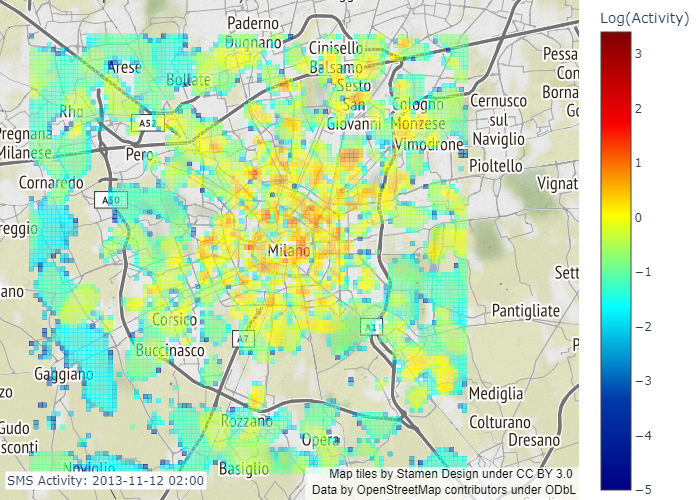 Log(Activity)
3
2
1
0
−1
−2
−3
−4
−5
Paderno
Dugnano
Cinisello
Balsamo
Arese
Bollate
Sesto
San
Giovanni
Cologno
Monzese
Cernusco
sul
Naviglio
Rho
A52
Pero
Vimodrone
Pioltello
Pregnana
Milanese
Cornaredo
A50
Vignat
reggio
Milano
Sett
ano
Pantigliate
Corsico
A7
A1
Buccinasco
Gaggiano
Mediglia
Rozzano
Colturano
Dresano
Opera
Gudo
sconti
Noviglio
Basiglio
Pessa
Con
Borna
Go
zo
P
SMS Activity: 2013-11-12 02:00
Map tiles by Stamen Design under CC BY 3.0
Data by OpenStreetMap contributors under ODbL